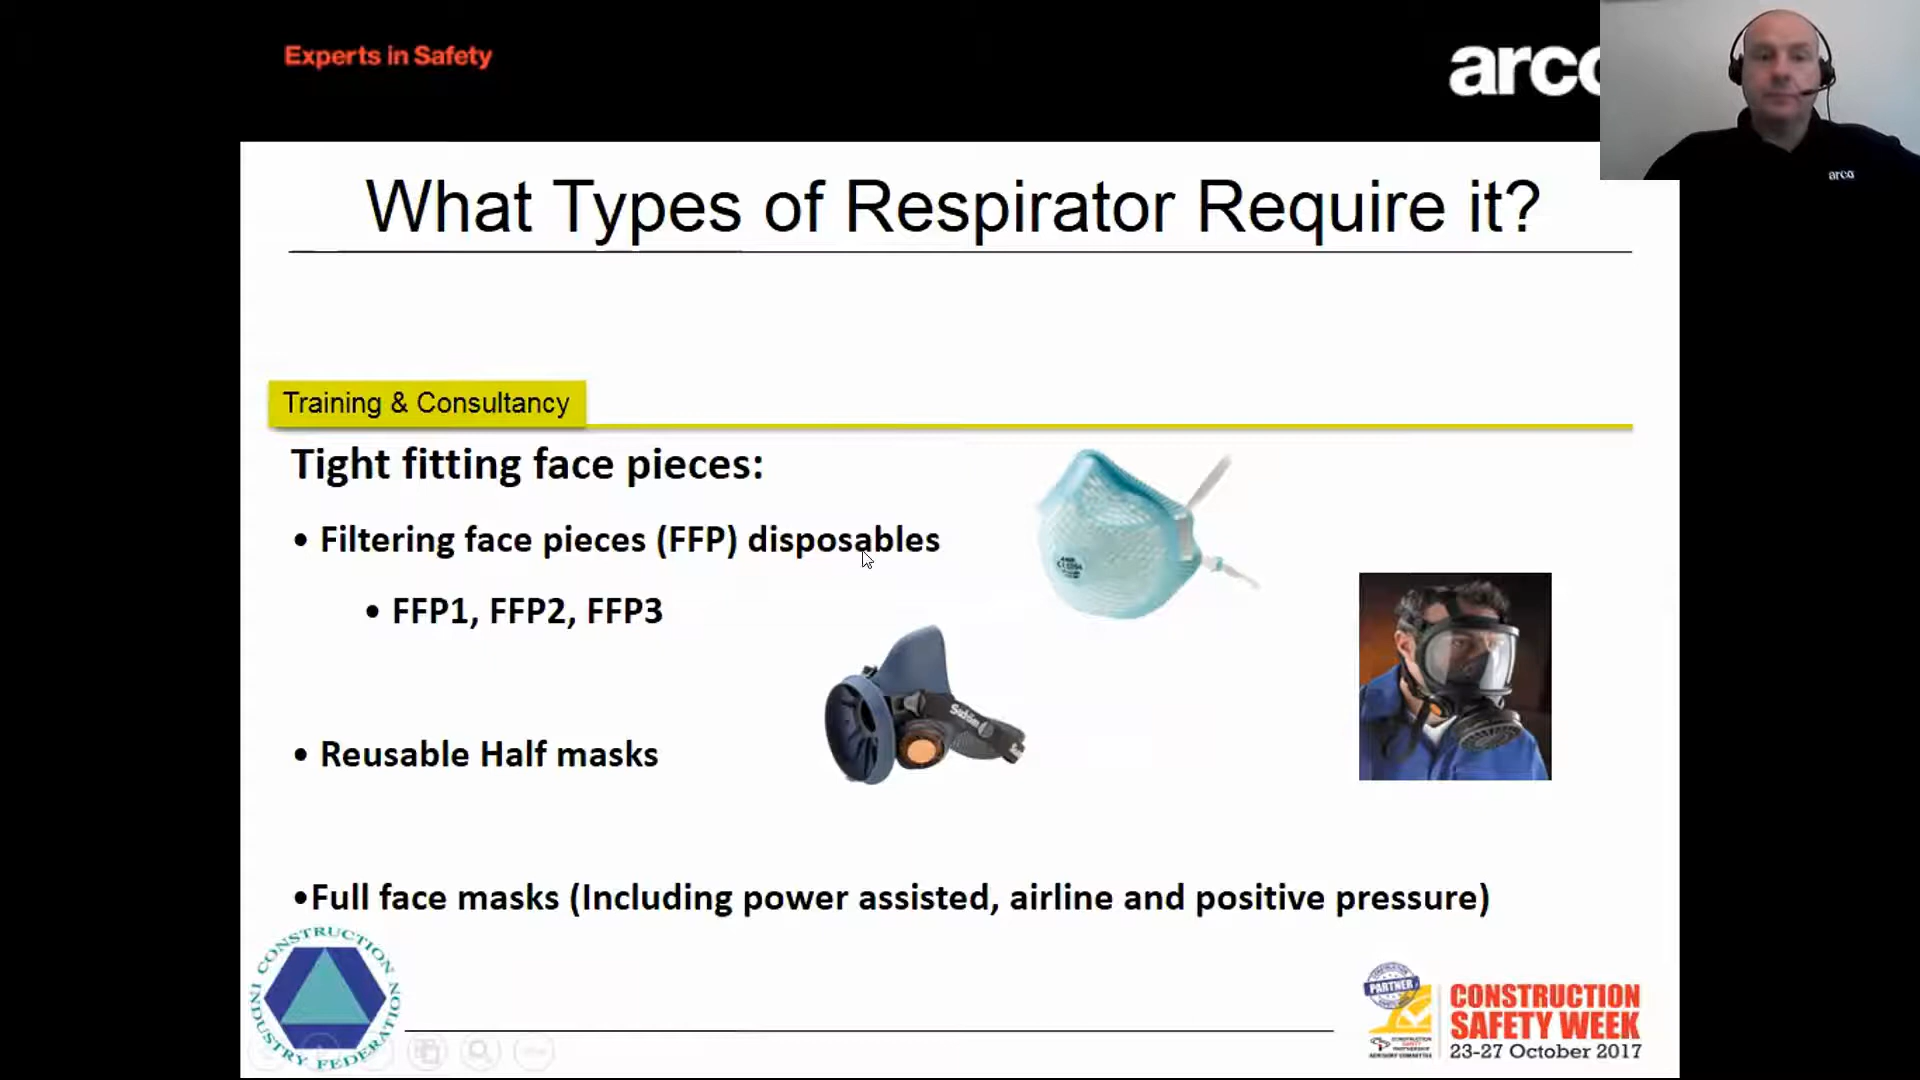 Experts in Safety
arco
arco
What Types of Respirator Require it?
Training & Consultancy
Tight fitting face pieces:
• Filtering face pieces (FFP) disposables
• FFP1, FFP2, FFP3
• Reusable Half masks
•Full face masks (Including power assisted, airline and positive pressure)
CONSTRUCTION INDUSTRY FEDERATION
PARTNER
CONSTRUCTION
SAFETY WEEK
23-27 October 2017